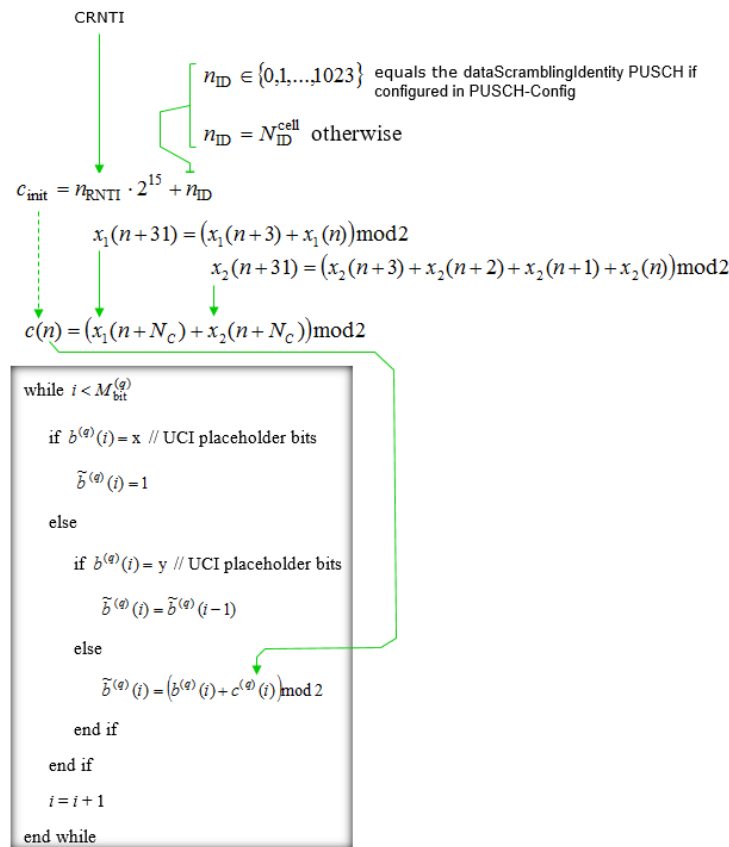 CRNTI
n_ID ∈ {0,1,...,1023} equals the dataScramblingIdentity PUSCH if
configured in PUSCH-Config
n_ID = N_ID^cell otherwise
c_init = n_RNTI · 2^15 + n_ID
x_1(n+31) = (x_1(n+3) + x_1(n))mod2
x_2(n+31) = (x_2(n+3) + x_2(n+2) + x_2(n+1) + x_2(n))mod2
c(n) = (x_1(n+N_C) + x_2(n+N_C))mod2
while i < M_bit^(q)
if b^(q)(i) = x // UCI placeholder bits
b̃^(q)(i) = 1
else
if b^(q)(i) = y // UCI placeholder bits
b̃^(q)(i) = b̃^(q)(i−1)
else
b̃^(q)(i) = (b^(q)(i) + c^(q)(i))mod 2
end if
end if
i = i + 1
end while